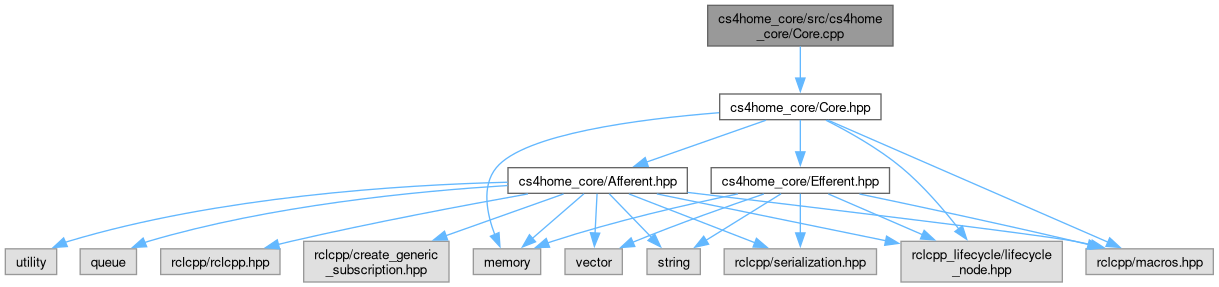 cs4home_core/src/cs4home
_core/Core.cpp
cs4home_core/Core.hpp
cs4home_core/Afferent.hpp
cs4home_core/Efferent.hpp
utility
queue
rclcpp/rclcpp.hpp
rclcpp/create_generic
_subscription.hpp
memory
vector
string
rclcpp/serialization.hpp
rclcpp_lifecycle/lifecycle
_node.hpp
rclcpp/macros.hpp